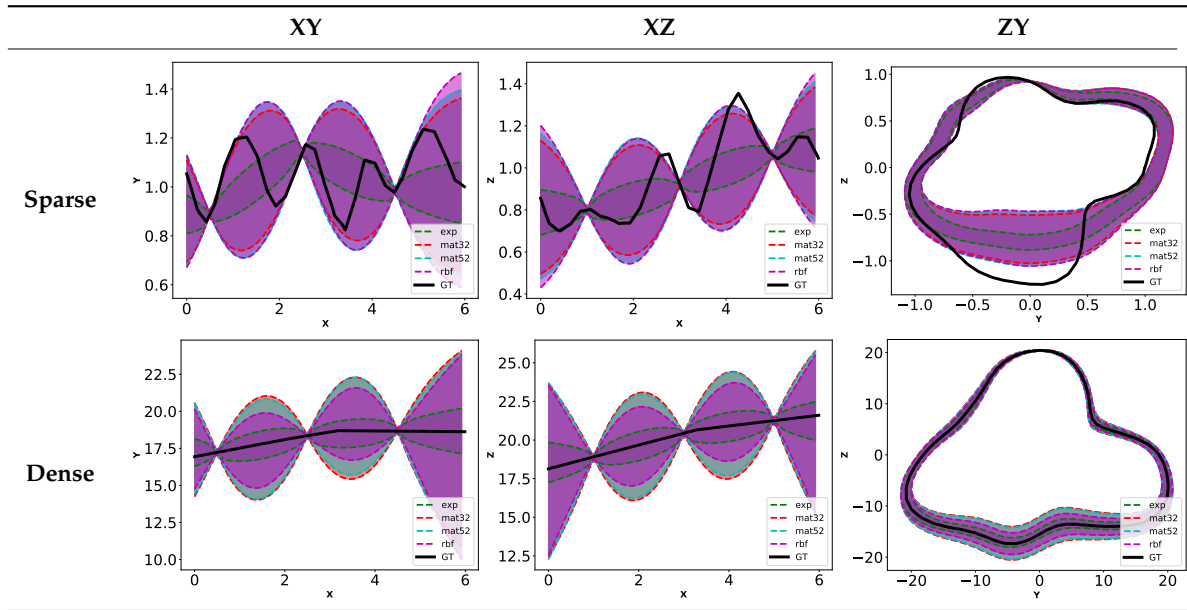 XY XZ ZY
Sparse
Y
1.4
1.2
1.0
0.8
0.6
0 2 4 6
X
exp
mat32
mat52
rbf
GT
Z
1.4
1.2
1.0
0.8
0.6
0.4
0 2 4 6
X
exp
mat32
mat52
rbf
GT
Z
1.0
0.5
0.0
−0.5
−1.0
−1.0 −0.5 0.0 0.5 1.0
Y
exp
mat32
mat52
rbf
GT
Dense
Y
22.5
20.0
17.5
15.0
12.5
10.0
0 2 4 6
X
exp
mat32
mat52
rbf
GT
Z
25.0
22.5
20.0
17.5
15.0
12.5
0 2 4 6
X
exp
mat32
mat52
rbf
GT
Z
20
10
0
−10
−20
−20 −10 0 10 20
Y
exp
mat32
mat52
rbf
GT